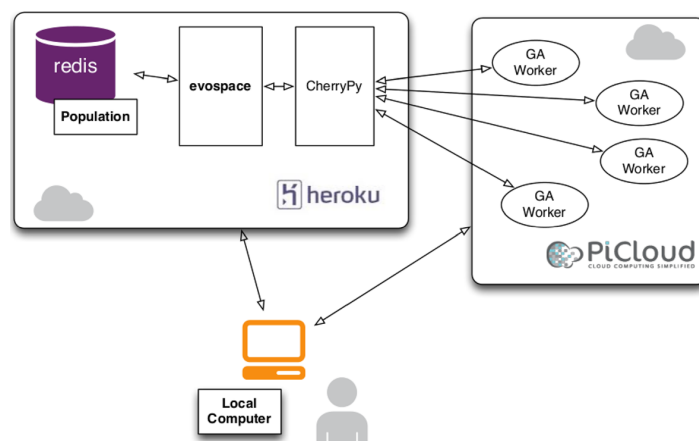 redis
Population
evospace
CherryPy
heroku
GA
Worker
GA
Worker
GA
Worker
GA
Worker
PiCloud
CLOUD COMPUTING SIMPLIFIED
Local
Computer